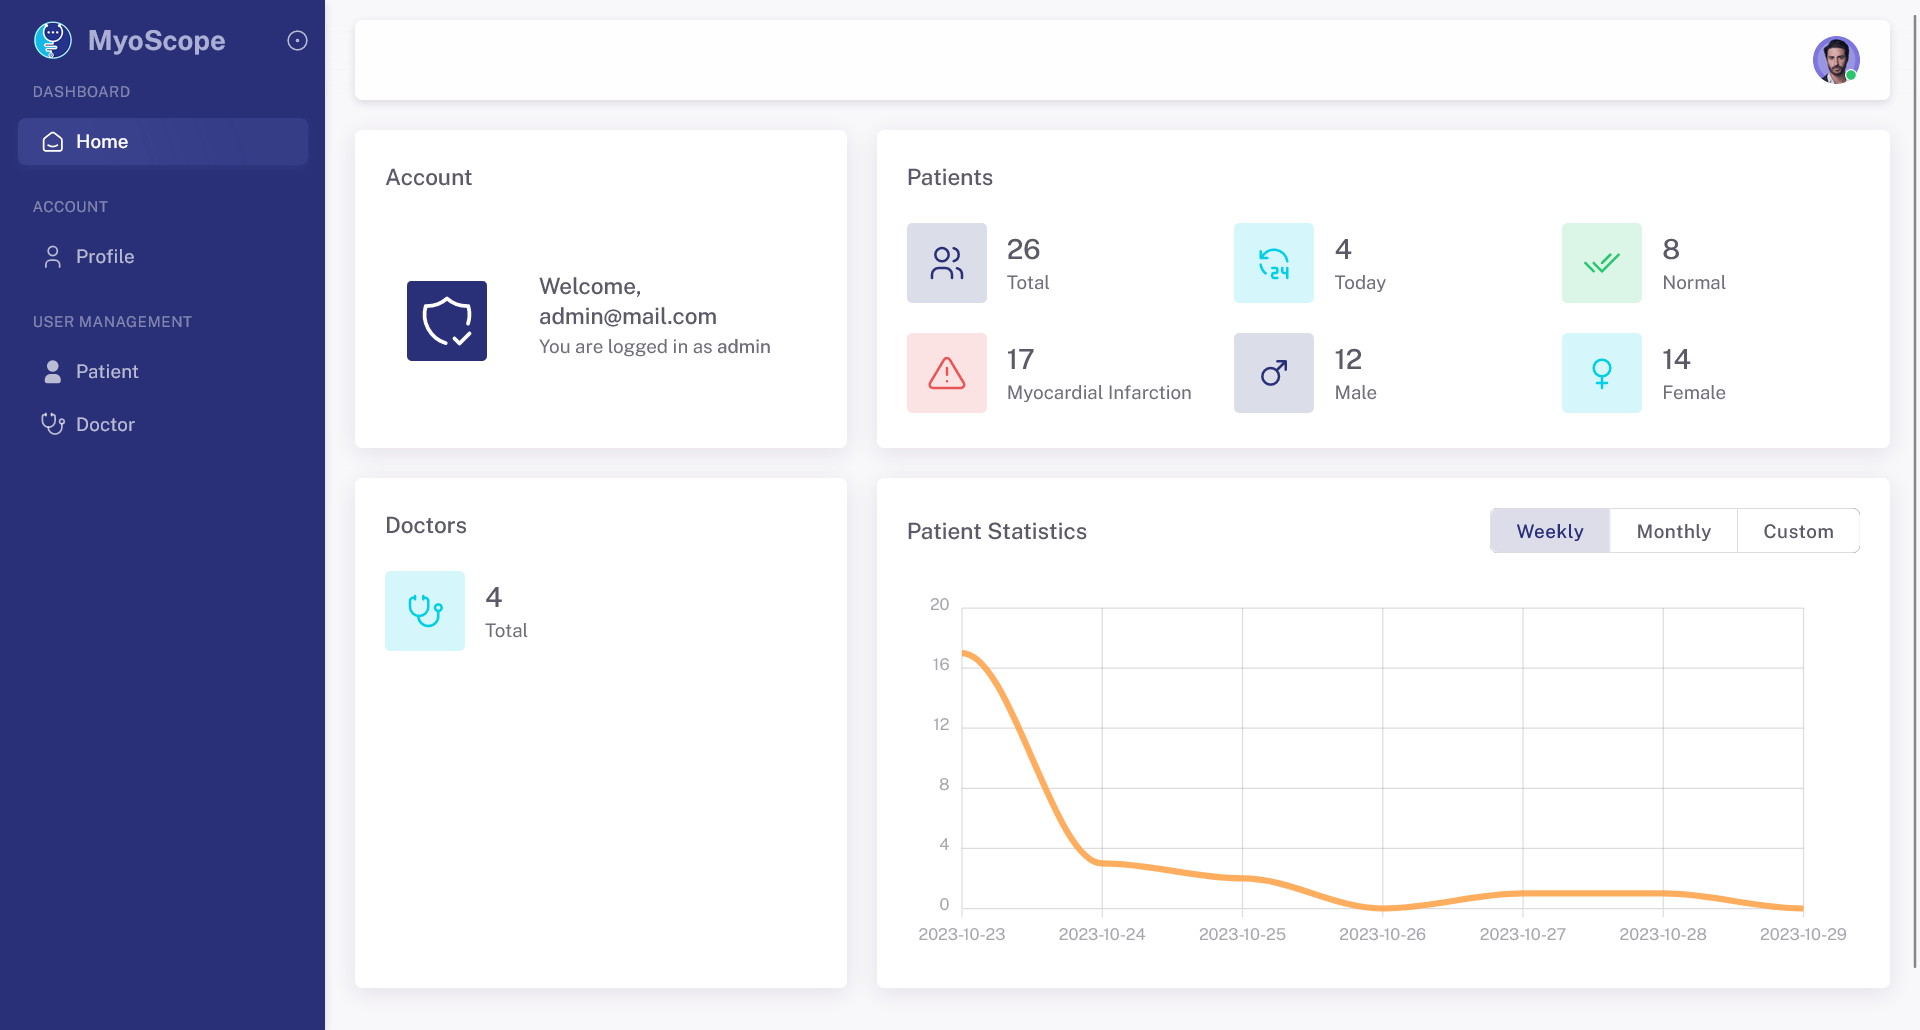 MyoScope
DASHBOARD
Home
ACCOUNT
Profile
USER MANAGEMENT
Patient
Doctor
Account
Welcome,
admin@mail.com
You are logged in as admin
Patients
26
Total
24
4
Today
8
Normal
17
Myocardial Infarction
12
Male
14
Female
Doctors
4
Total
Patient Statistics
Weekly Monthly Custom
20
16
12
8
4
0
2023-10-23 2023-10-24 2023-10-25 2023-10-26 2023-10-27 2023-10-28 2023-10-29